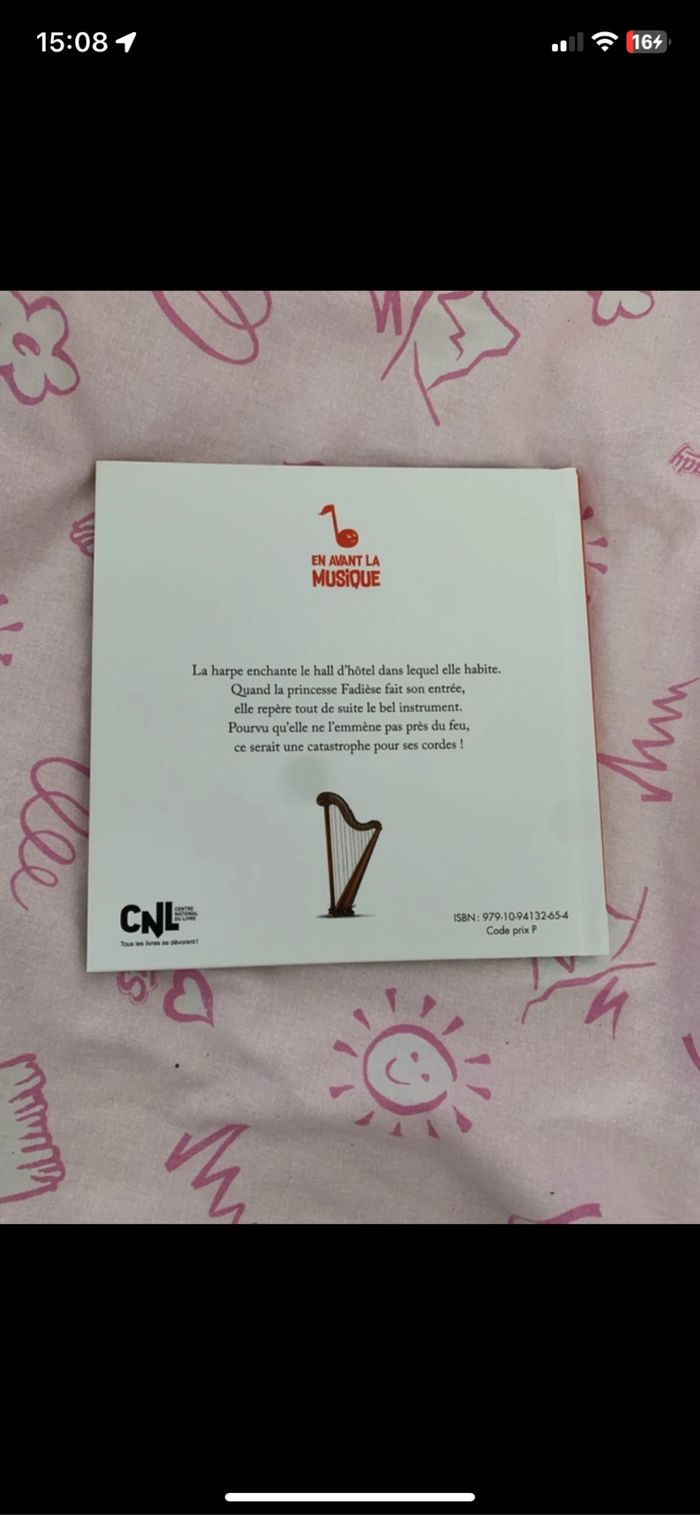 15:08
16
EN AVANT LA
MUSiQUE
La harpe enchante le hall d'hôtel dans lequel elle habite.
Quand la princesse Fadièse fait son entrée,
elle repère tout de suite le bel instrument.
Pourvu qu'elle ne l'emmène pas près du feu,
ce serait une catastrophe pour ses cordes !
CNL
CENTRE
NATIONAL
DU LIVRE
Tous les livres se dévorent !
ISBN : 979-10-94132-65-4
Code prix P